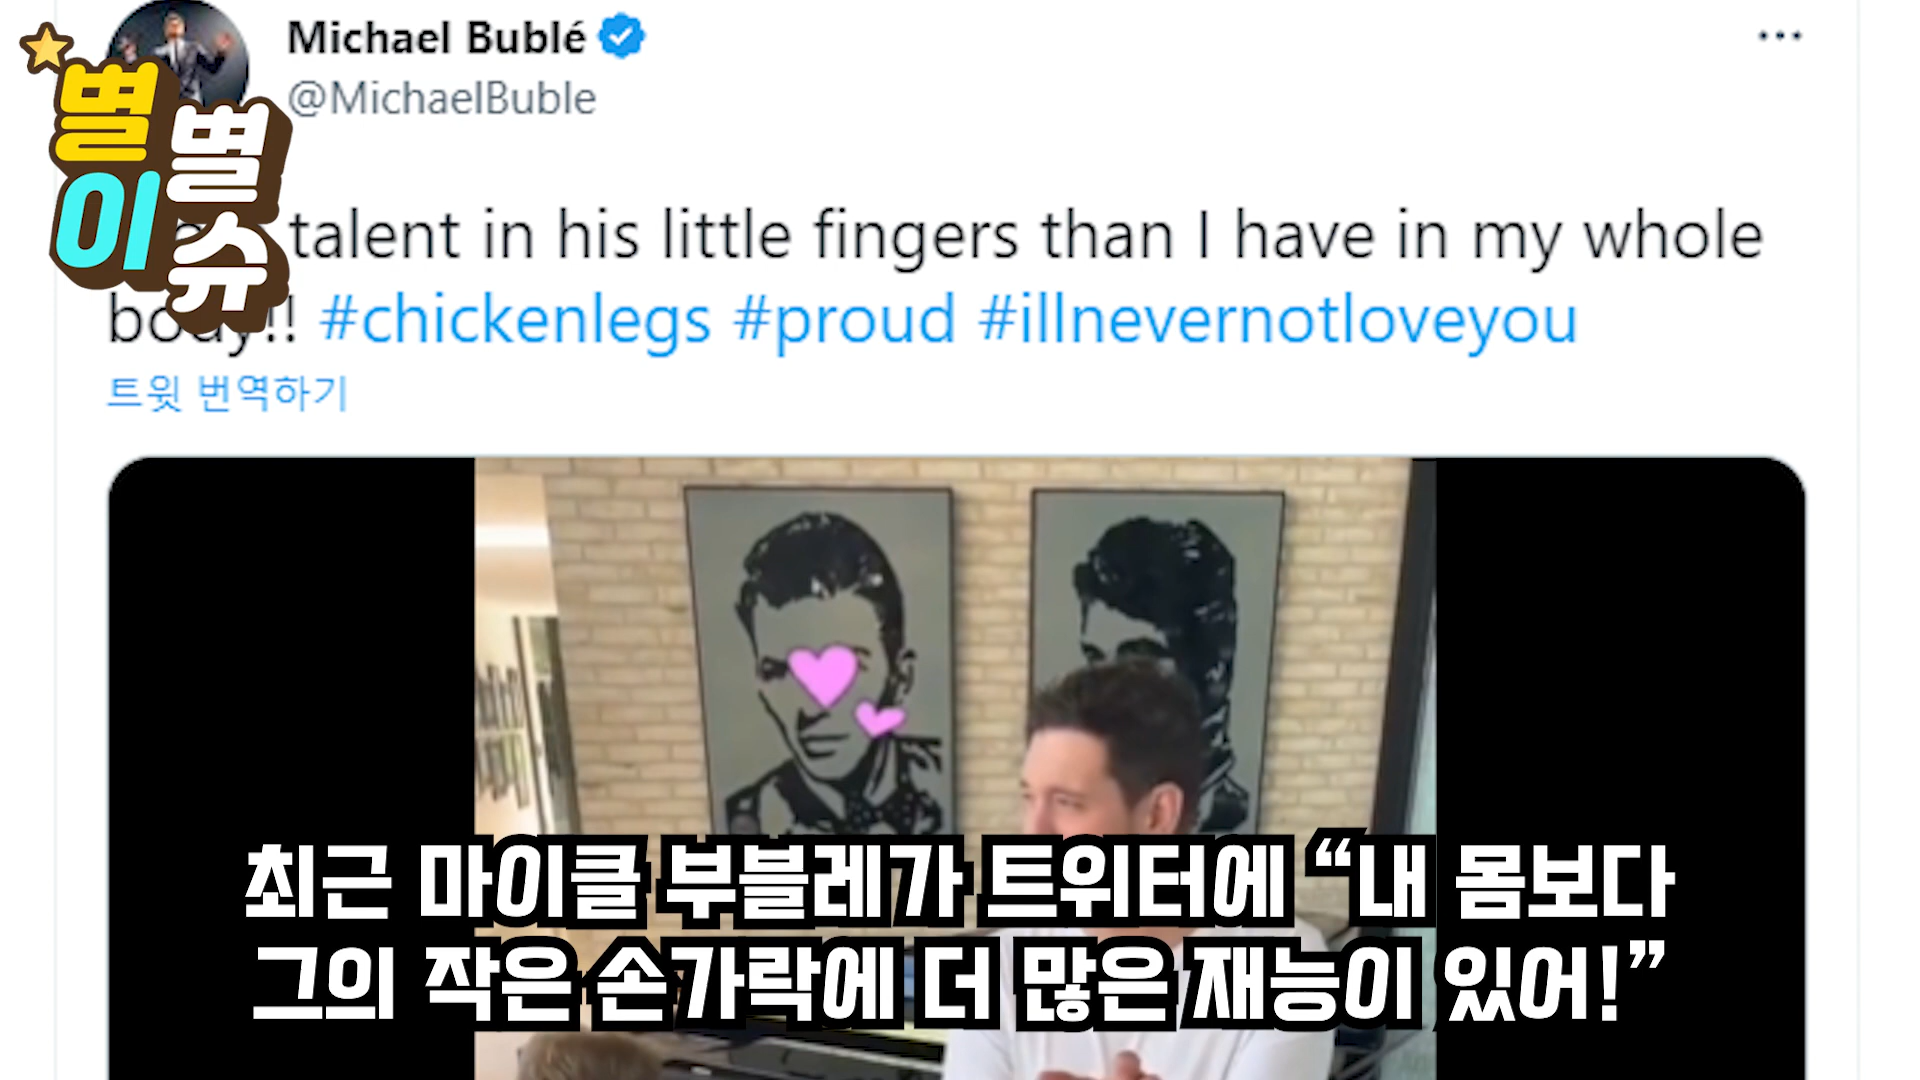 Michael Bublé
@MichaelBuble
별별
이슈
talent in his little fingers than I have in my whole
body!! #chickenlegs #proud #illnevernotloveyou
트윗 번역하기
최근 마이클 부블레가 트위터에 “내 몸보다
그의 작은 손가락에 더 많은 재능이 있어!”